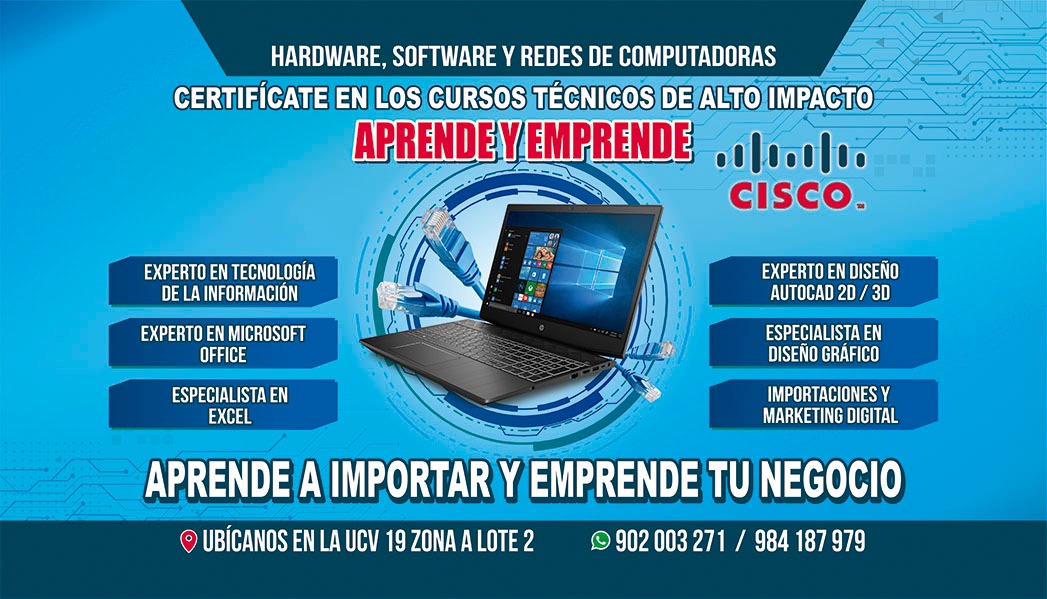 HARDWARE, SOFTWARE Y REDES DE COMPUTADORAS
CERTIFÍCATE EN LOS CURSOS TÉCNICOS DE ALTO IMPACTO
APRENDE Y EMPRENDE
CISCO
EXPERTO EN TECNOLOGÍA
DE LA INFORMACIÓN
EXPERTO EN MICROSOFT
OFFICE
ESPECIALISTA EN
EXCEL
EXPERTO EN DISEÑO
AUTOCAD 2D / 3D
ESPECIALISTA EN
DISEÑO GRÁFICO
IMPORTACIONES Y
MARKETING DIGITAL
APRENDE A IMPORTAR Y EMPRENDE TU NEGOCIO
UBÍCANOS EN LA UCV 19 ZONA A LOTE 2
902 003 271 / 984 187 979